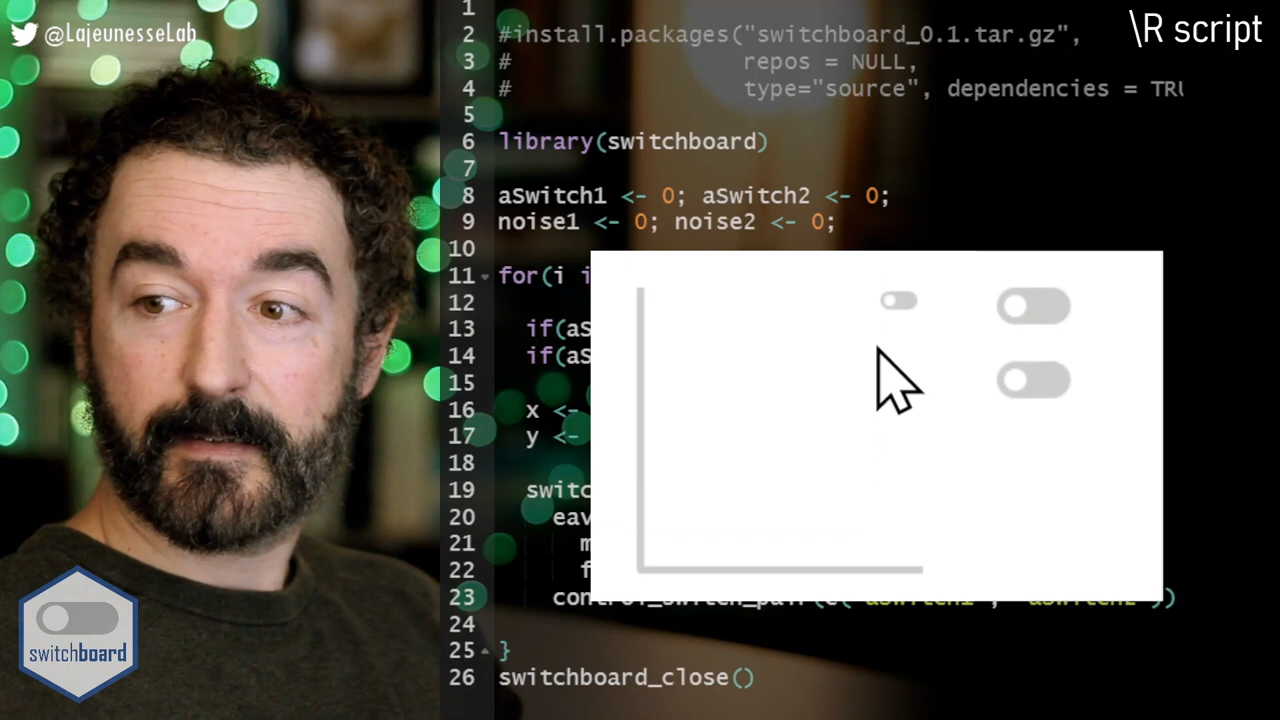 @LajeunesseLab
\R script
1
2 #install.packages("switchboard_0.1.tar.gz",
3 # repos = NULL,
4 # type="source", dependencies = TRU
5
6 library(switchboard)
7
8 aSwitch1 <- 0; aSwitch2 <- 0;
9 noise1 <- 0; noise2 <- 0;
10
11 for(i i
12
13 if(aS
14 if(aS
15
16 x <-
17 y <-
18
19 switc
20 eav
21 m
22 f
23 control_switch_pair(c("aSwitch1", "aSwitch2"))
24
25 }
26 switchboard_close()
switchboard